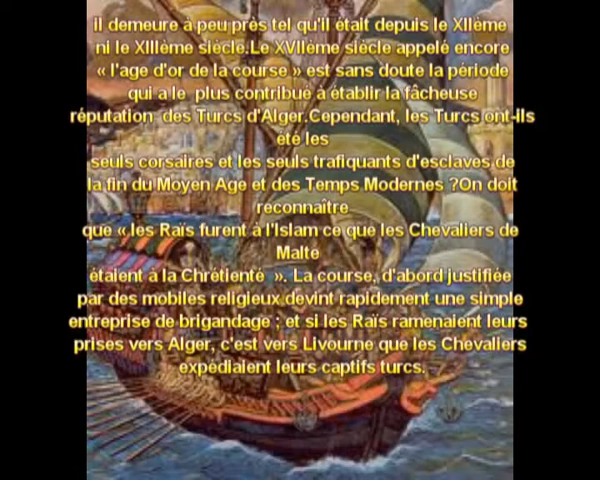 il demeure à peu près tel qu'il était depuis le XIIème
ni le XIIIème siècle.Le XVIIème siècle appelé encore
« l'age d'or de la course » est sans doute la période
qui a le  plus contribué à établir la fâcheuse
réputation  des Turcs d'Alger.Cependant, les Turcs ont-ils
été les
seuls corsaires et les seuls trafiquants d'esclaves de
la fin du Moyen Age et des Temps Modernes ?On doit
reconnaître
que « les Raïs furent à l'Islam ce que les Chevaliers de
Malte
étaient à la Chrétienté  ». La course, d'abord justifiée
par des mobiles religieux devint rapidement une simple
entreprise de brigandage ; et si les Raïs ramenaient leurs
prises vers Alger, c'est vers Livourne que les Chevaliers
expédiaient leurs captifs turcs.